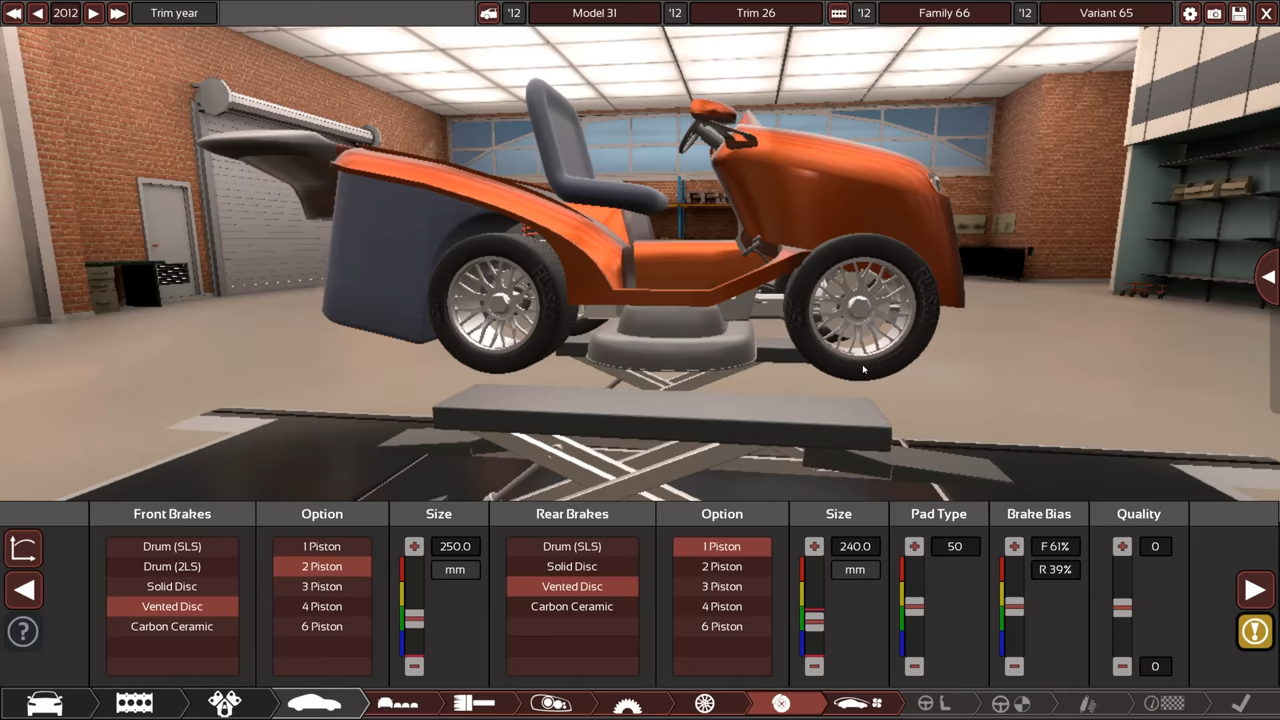 2012 Trim year '12 Model 31 '12 Trim 26 '12 Family 66 '12 Variant 65
Front Brakes
Drum (SLS)
Drum (2LS)
Solid Disc
Vented Disc
Carbon Ceramic
Option
1 Piston
2 Piston
3 Piston
4 Piston
6 Piston
Size
250.0
mm
Rear Brakes
Drum (SLS)
Solid Disc
Vented Disc
Carbon Ceramic
Option
1 Piston
2 Piston
3 Piston
4 Piston
6 Piston
Size
240.0
mm
Pad Type
50
Brake Bias
F 61%
R 39%
Quality
0
0